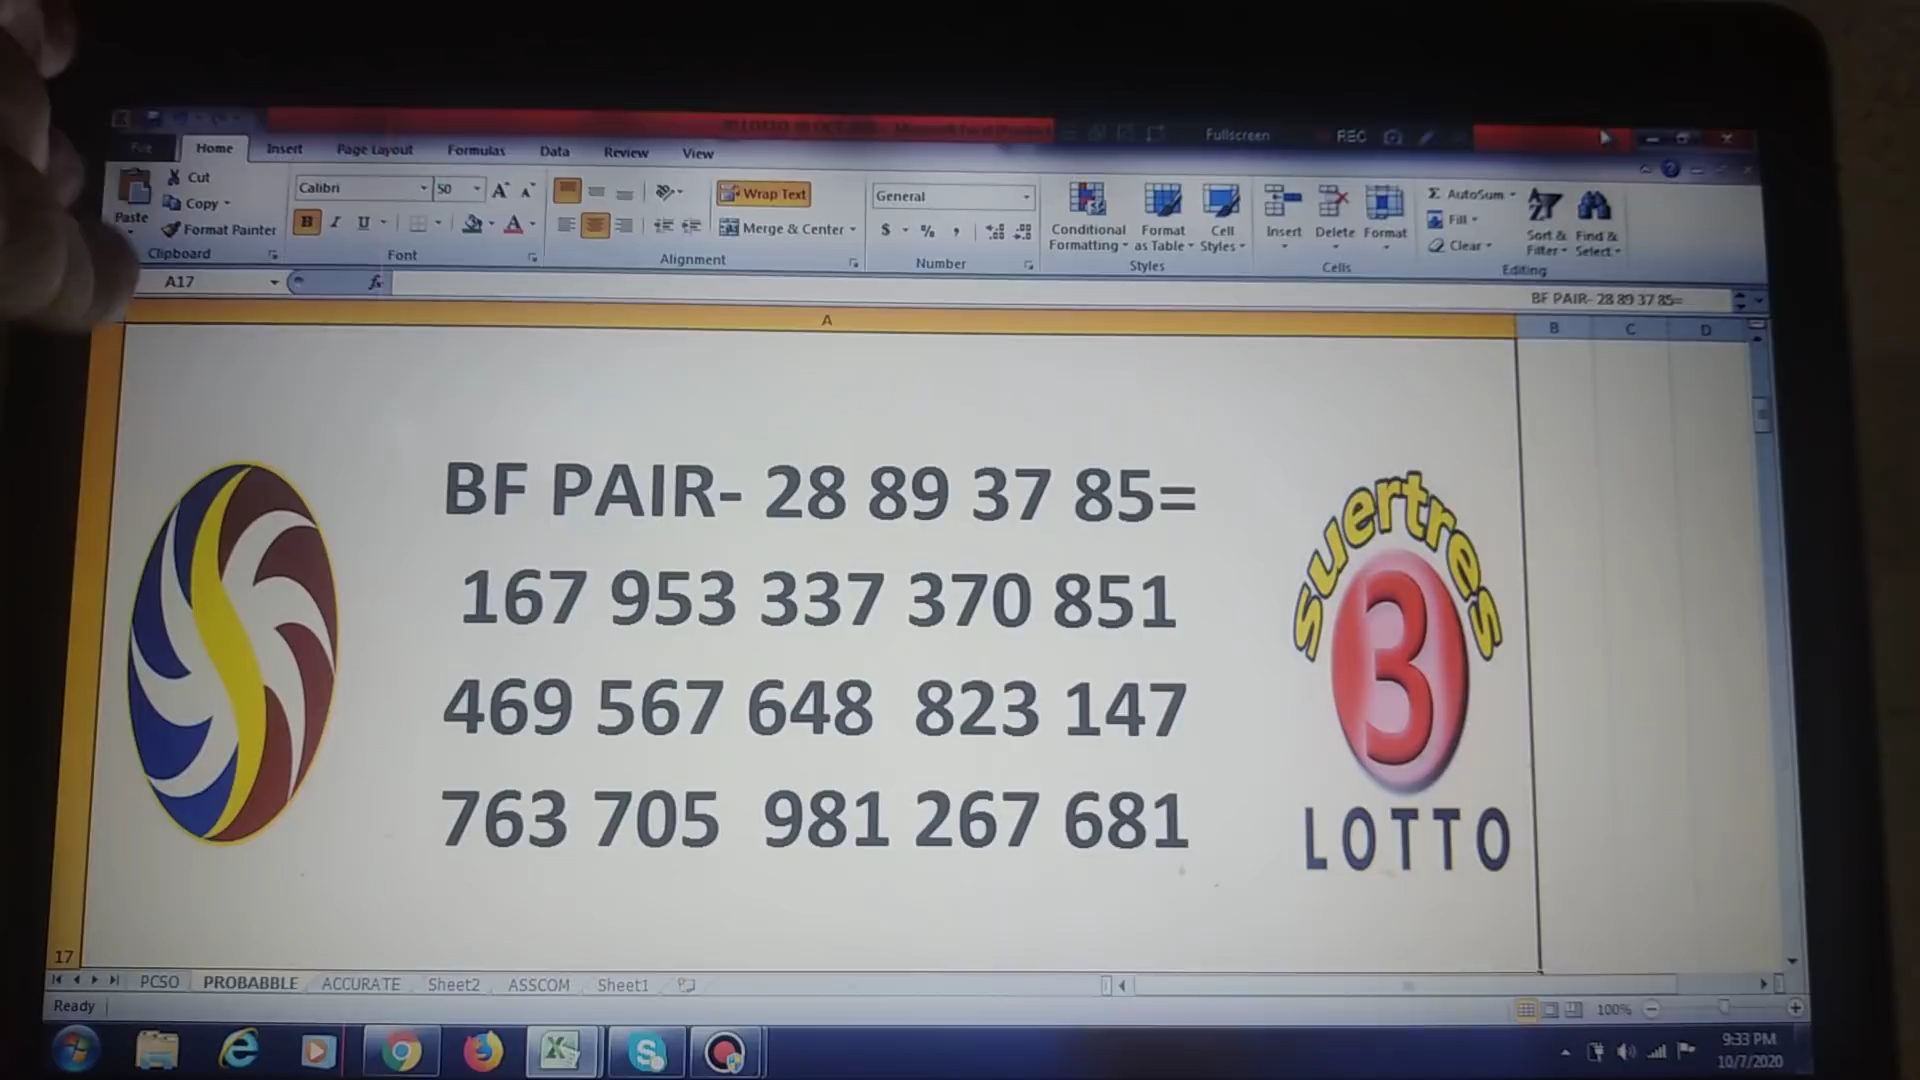 Fullscreen
REC
File
Home
Insert
Page Layout
Formulas
Data
Review
View
Cut
Copy
Format Painter
Paste
Clipboard
Calibri
50
B I U
Font
Wrap Text
Merge & Center
Alignment
General
$ % ,
Number
Conditional Formatting
Format as Table
Cell Styles
Styles
Insert
Delete
Format
Cells
AutoSum
Fill
Clear
Sort & Filter
Find & Select
Editing
A17
fx
BF PAIR- 28 89 37 85=
A
B
C
D
BF PAIR- 28 89 37 85=
167 953 337 370 851
469 567 648 823 147
763 705 981 267 681
suertres
3
LOTTO
17
PCSO
PROBABBLE
ACCURATE
Sheet2
ASSCOM
Sheet1
Ready
100%
9:33 PM
10/7/2020